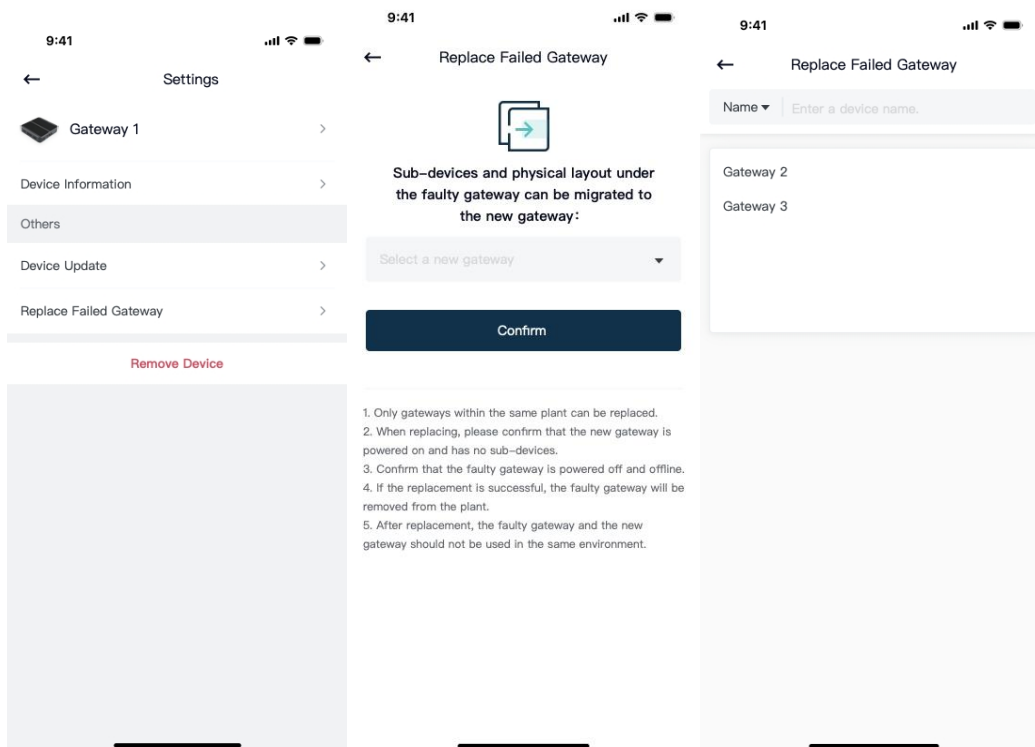 9:41
Settings
Gateway 1
Device Information
Others
Device Update
Replace Failed Gateway
Remove Device
9:41
Replace Failed Gateway
Sub-devices and physical layout under
the faulty gateway can be migrated to
the new gateway:
Select a new gateway
Confirm
1. Only gateways within the same plant can be replaced.
2. When replacing, please confirm that the new gateway is
powered on and has no sub-devices.
3. Confirm that the faulty gateway is powered off and offline.
4. If the replacement is successful, the faulty gateway will be
removed from the plant.
5. After replacement, the faulty gateway and the new
gateway should not be used in the same environment.
9:41
Replace Failed Gateway
Name Enter a device name.
Gateway 2
Gateway 3